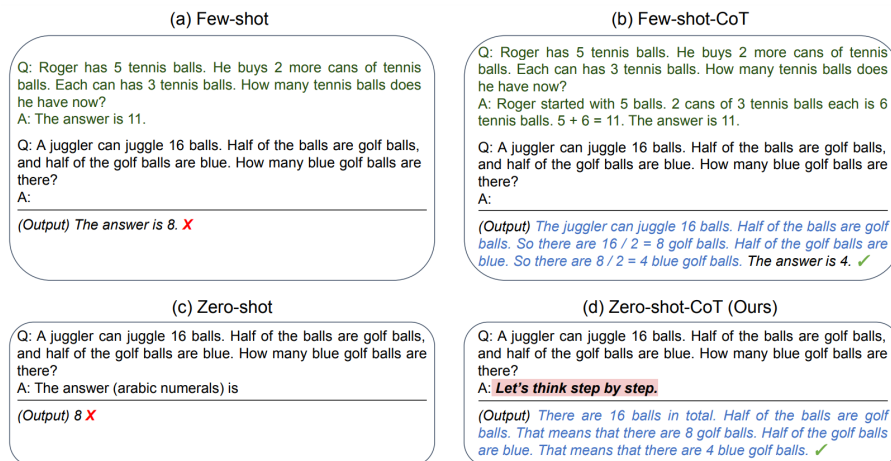 (a) Few-shot
Q: Roger has 5 tennis balls. He buys 2 more cans of tennis
balls. Each can has 3 tennis balls. How many tennis balls does
he have now?
A: The answer is 11.
Q: A juggler can juggle 16 balls. Half of the balls are golf balls,
and half of the golf balls are blue. How many blue golf balls are
there?
A:
(Output) The answer is 8. ✗
(b) Few-shot-CoT
Q: Roger has 5 tennis balls. He buys 2 more cans of tennis
balls. Each can has 3 tennis balls. How many tennis balls does
he have now?
A: Roger started with 5 balls. 2 cans of 3 tennis balls each is 6
tennis balls. 5 + 6 = 11. The answer is 11.
Q: A juggler can juggle 16 balls. Half of the balls are golf balls,
and half of the golf balls are blue. How many blue golf balls are
there?
A:
(Output) The juggler can juggle 16 balls. Half of the balls are golf
balls. So there are 16 / 2 = 8 golf balls. Half of the golf balls are
blue. So there are 8 / 2 = 4 blue golf balls. The answer is 4. ✓
(c) Zero-shot
Q: A juggler can juggle 16 balls. Half of the balls are golf balls,
and half of the golf balls are blue. How many blue golf balls are
there?
A: The answer (arabic numerals) is
(Output) 8 ✗
(d) Zero-shot-CoT (Ours)
Q: A juggler can juggle 16 balls. Half of the balls are golf balls,
and half of the golf balls are blue. How many blue golf balls are
there?
A: Let's think step by step.
(Output) There are 16 balls in total. Half of the balls are golf
balls. That means that there are 8 golf balls. Half of the golf balls
are blue. That means that there are 4 blue golf balls. ✓